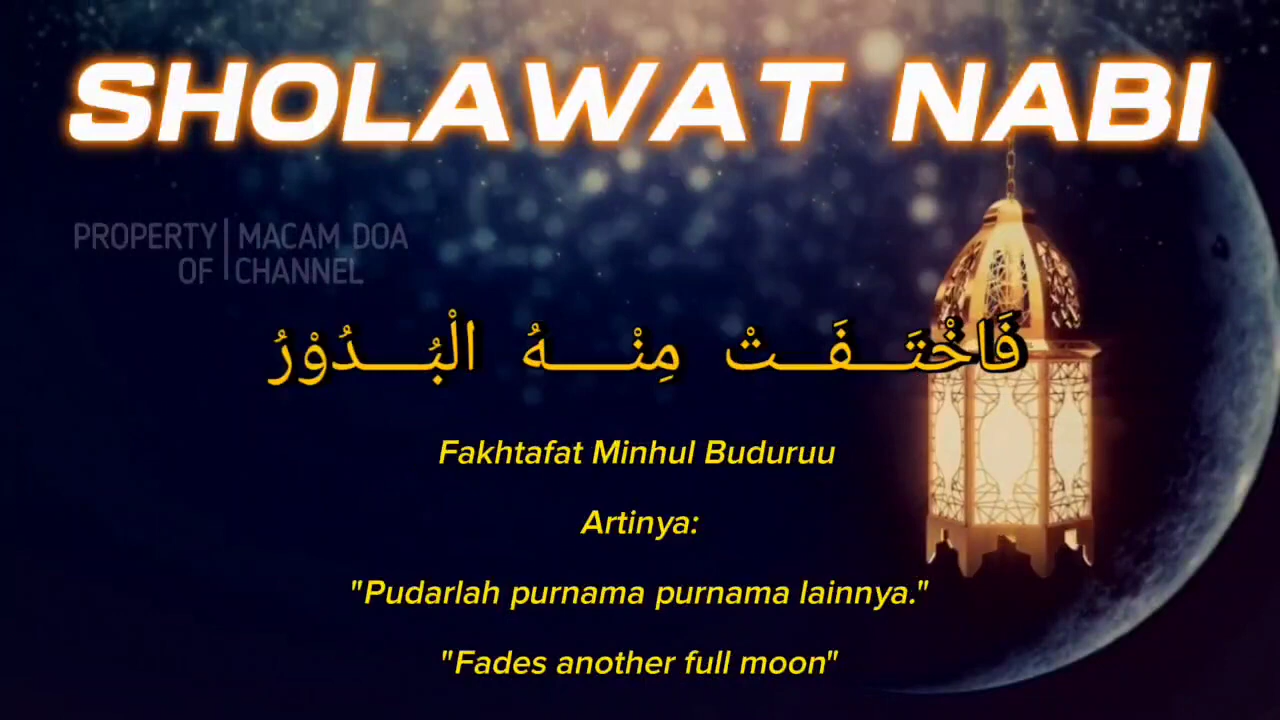 SHOLAWAT NABI
PROPERTY OF | MACAM DOA CHANNEL
فَاخْتَـــفَـــتْ مِنْـــهُ الْبُـــدُوْرُ
Fakhtafat Minhul Buduruu
Artinya:
"Pudarlah purnama purnama lainnya."
"Fades another full moon"